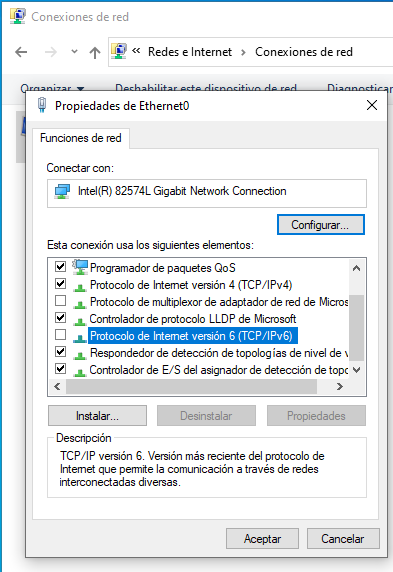 Conexiones de red
Redes e Internet
Conexiones de red
Organizar
Deshabilitar este dispositivo de red
Diagnosticar
Propiedades de Ethernet0
Funciones de red
Conectar con:
Intel(R) 82574L Gigabit Network Connection
Configurar...
Esta conexión usa los siguientes elementos:
Programador de paquetes QoS
Protocolo de Internet versión 4 (TCP/IPv4)
Protocolo de multiplexor de adaptador de red de Micros
Controlador de protocolo LLDP de Microsoft
Protocolo de Internet versión 6 (TCP/IPv6)
Respondedor de detección de topologías de nivel de v
Controlador de E/S del asignador de detección de topo
Instalar...
Desinstalar
Propiedades
Descripción
TCP/IP versión 6. Versión más reciente del protocolo de
Internet que permite la comunicación a través de redes
interconectadas diversas.
Aceptar
Cancelar